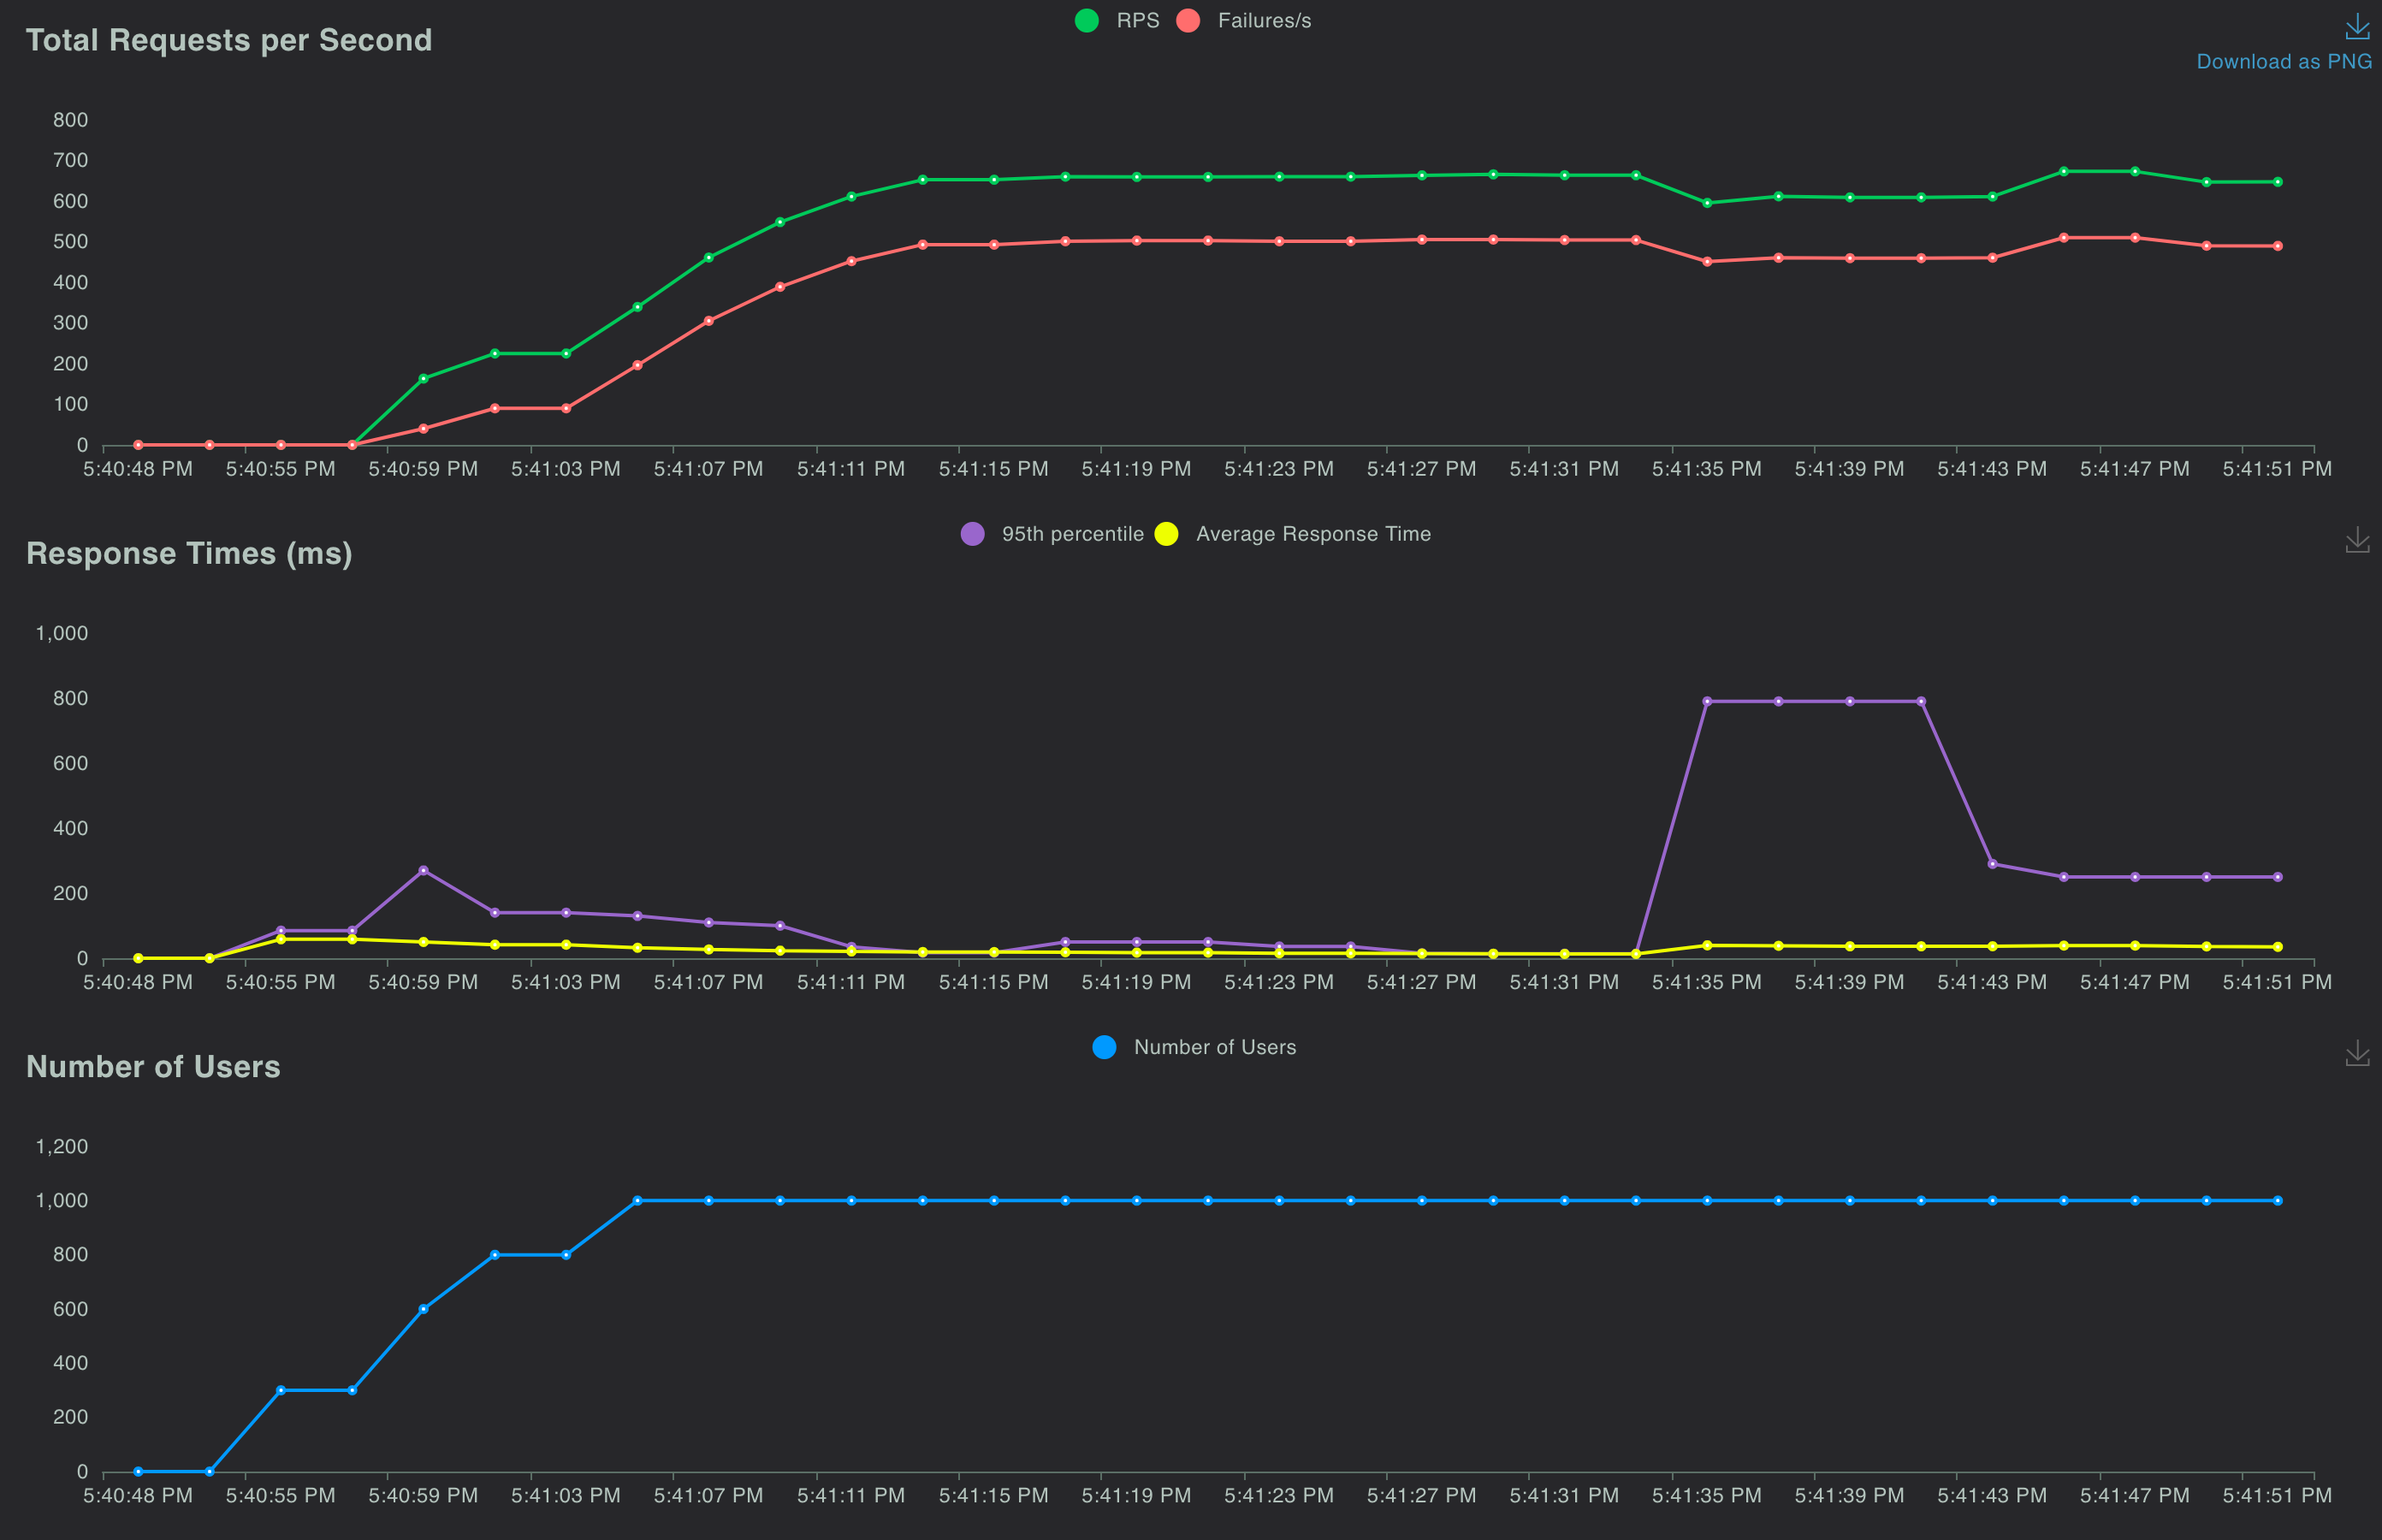 RPS Failures/s
Total Requests per Second
Download as PNG
800
700
600
500
400
300
200
100
0
5:40:48 PM 5:40:55 PM 5:40:59 PM 5:41:03 PM 5:41:07 PM 5:41:11 PM 5:41:15 PM 5:41:19 PM 5:41:23 PM 5:41:27 PM 5:41:31 PM 5:41:35 PM 5:41:39 PM 5:41:43 PM 5:41:47 PM 5:41:51 PM
95th percentile Average Response Time
Response Times (ms)
1,000
800
600
400
200
0
5:40:48 PM 5:40:55 PM 5:40:59 PM 5:41:03 PM 5:41:07 PM 5:41:11 PM 5:41:15 PM 5:41:19 PM 5:41:23 PM 5:41:27 PM 5:41:31 PM 5:41:35 PM 5:41:39 PM 5:41:43 PM 5:41:47 PM 5:41:51 PM
Number of Users
Number of Users
1,200
1,000
800
600
400
200
0
5:40:48 PM 5:40:55 PM 5:40:59 PM 5:41:03 PM 5:41:07 PM 5:41:11 PM 5:41:15 PM 5:41:19 PM 5:41:23 PM 5:41:27 PM 5:41:31 PM 5:41:35 PM 5:41:39 PM 5:41:43 PM 5:41:47 PM 5:41:51 PM